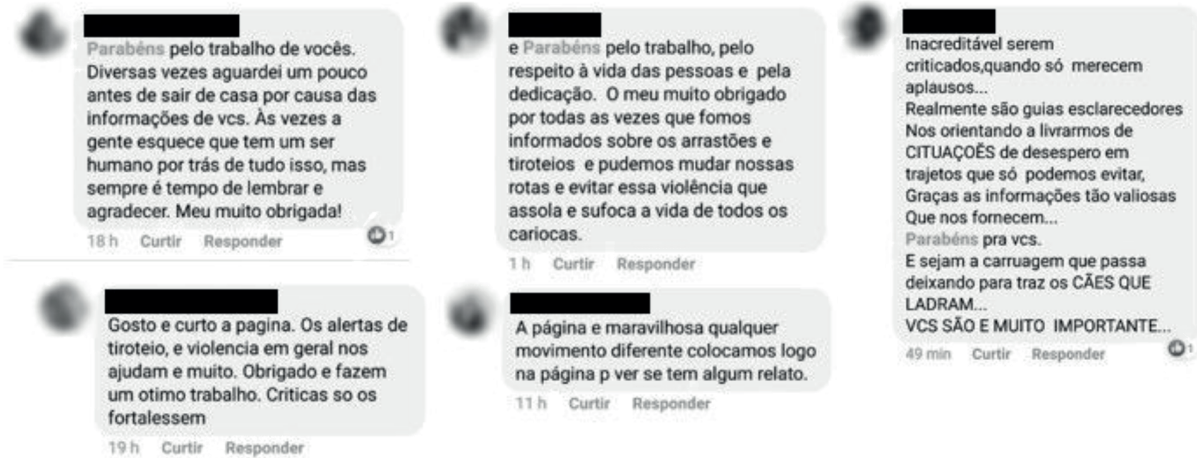 Parabéns pelo trabalho de vocês.
Diversas vezes aguardei um pouco
antes de sair de casa por causa das
informações de vcs. Às vezes a
gente esquece que tem um ser
humano por trás de tudo isso, mas
sempre é tempo de lembrar e
agradecer. Meu muito obrigada!
18 h Curtir Responder 1
Gosto e curto a pagina. Os alertas de
tiroteio, e violencia em geral nos
ajudam e muito. Obrigado e fazem
um otimo trabalho. Criticas so os
fortalessem
19 h Curtir Responder
e Parabéns pelo trabalho, pelo
respeito à vida das pessoas e pela
dedicação. O meu muito obrigado
por todas as vezes que fomos
informados sobre os arrastões e
tiroteios e pudemos mudar nossas
rotas e evitar essa violência que
assola e sufoca a vida de todos os
cariocas.
1 h Curtir Responder
A página e maravilhosa qualquer
movimento diferente colocamos logo
na página p ver se tem algum relato.
11 h Curtir Responder
Inacreditável serem
criticados,quando só merecem
aplausos...
Realmente são guias esclarecedores
Nos orientando a livrarmos de
CITUAÇOÊS de desespero em
trajetos que só podemos evitar,
Graças as informações tão valiosas
Que nos fornecem...
Parabéns pra vcs.
E sejam a carruagem que passa
deixando para traz os CÃES QUE
LADRAM...
VCS SÃO E MUITO IMPORTANTE...
49 min Curtir Responder 1